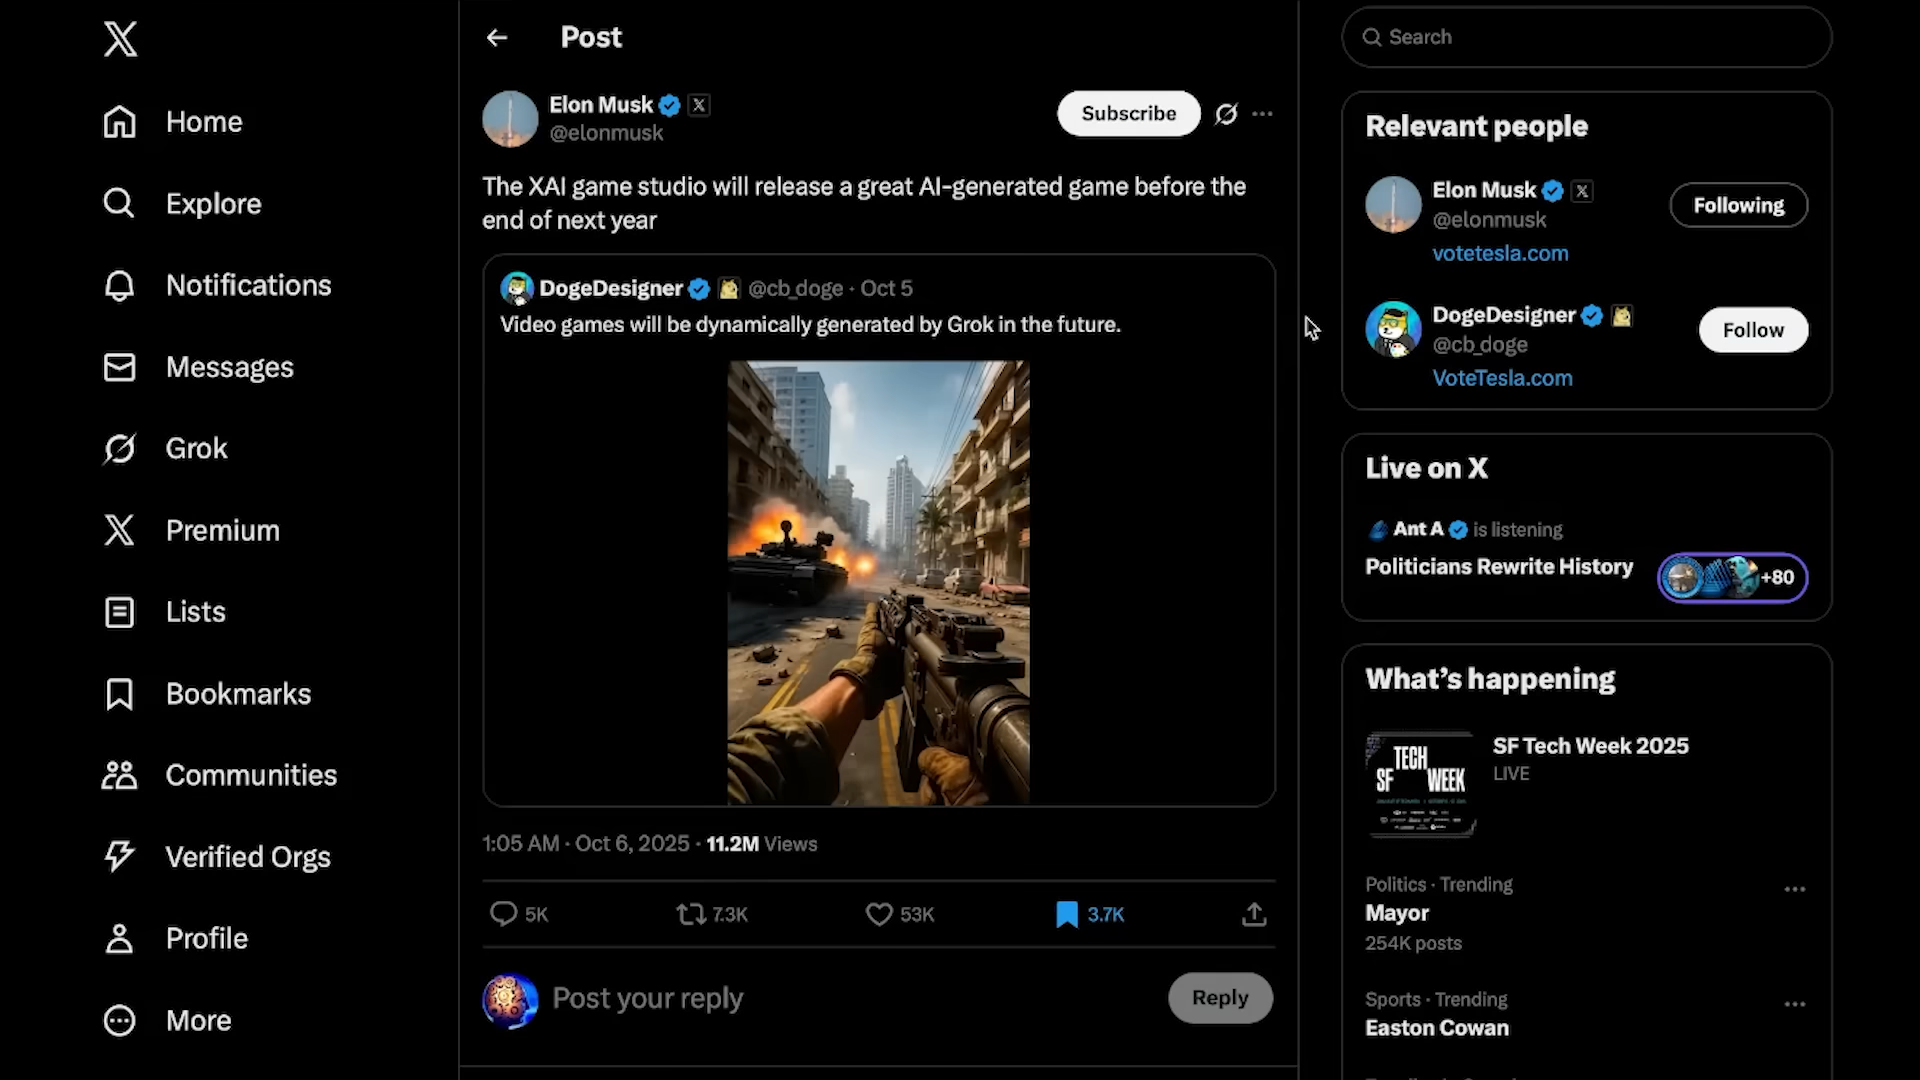 Home
Explore
Notifications
Messages
Grok
Premium
Lists
Bookmarks
Communities
Verified Orgs
Profile
More
Post
Elon Musk
@elonmusk
Subscribe
The XAI game studio will release a great AI-generated game before the
end of next year
DogeDesigner @cb_doge · Oct 5
Video games will be dynamically generated by Grok in the future.
1:05 AM · Oct 6, 2025 · 11.2M Views
5K 7.3K 53K 3.7K
Post your reply
Reply
Search
Relevant people
Elon Musk
@elonmusk
Following
votetesla.com
DogeDesigner
@cb_doge
Follow
VoteTesla.com
Live on X
Ant A is listening
Politicians Rewrite History
+80
What's happening
SF TECH WEEK
SF Tech Week 2025
LIVE
Politics · Trending
Mayor
254K posts
Sports · Trending
Easton Cowan